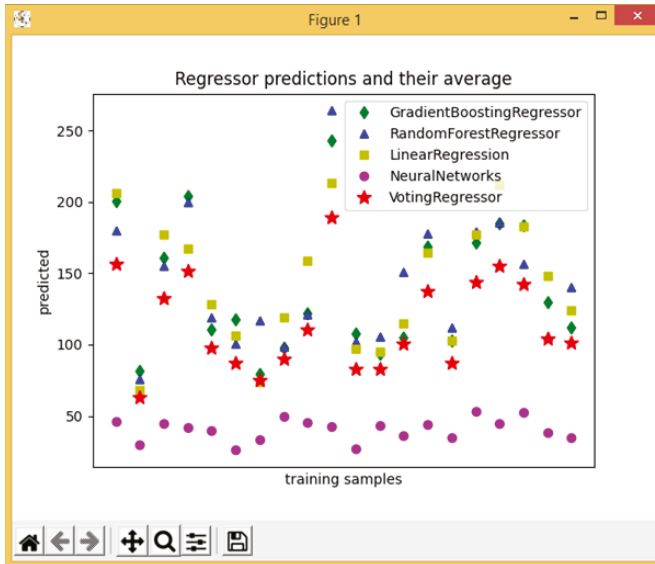 Figure 1
Regressor predictions and their average
GradientBoostingRegressor
RandomForestRegressor
LinearRegression
NeuralNetworks
VotingRegressor
250
200
150
100
50
predicted
training samples